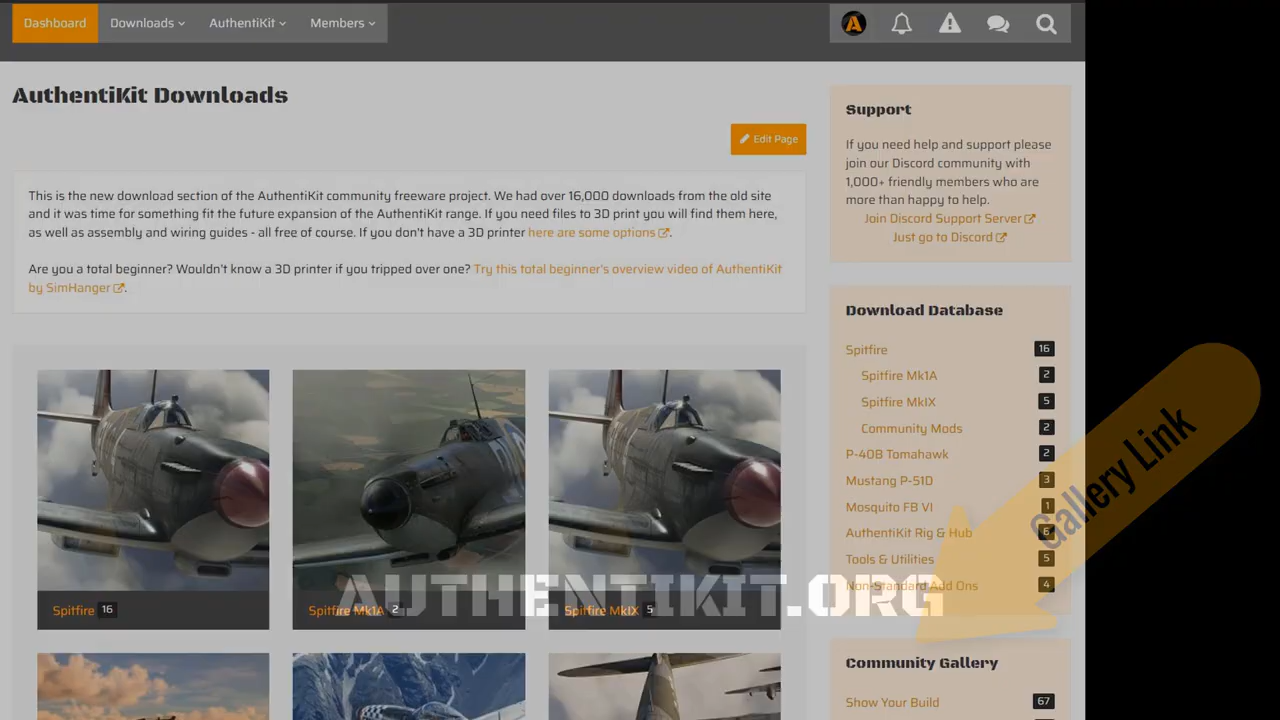 Dashboard
Downloads
AuthentiKit
Members
A
AuthentiKit Downloads
Edit Page
This is the new download section of the AuthentiKit community freeware project. We had over 16,000 downloads from the old site
and it was time for something fit the future expansion of the AuthentiKit range. If you need files to 3D print you will find them here,
as well as assembly and wiring guides - all free of course. If you don't have a 3D printer here are some options.
Are you a total beginner? Wouldn't know a 3D printer if you tripped over one? Try this total beginner's overview video of AuthentiKit
by SimHanger.
Spitfire 16
Spitfire Mk1A 2
Spitfire MkIX 5
AUTHENTIKIT.ORG
Support
If you need help and support please
join our Discord community with
1,000+ friendly members who are
more than happy to help.
Join Discord Support Server
Just go to Discord
Download Database
Spitfire 16
Spitfire Mk1A 2
Spitfire MkIX 5
Community Mods 2
P-40B Tomahawk 2
Mustang P-51D 3
Mosquito FB VI 1
AuthentiKit Rig & Hub 6
Tools & Utilities 5
Non-Standard Add Ons 4
Gallery Link
Community Gallery
Show Your Build 67